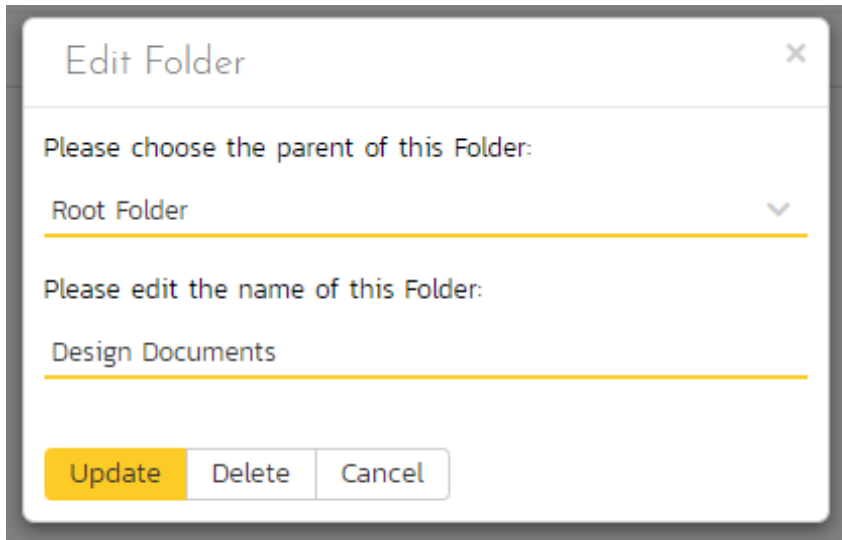 Edit Folder
×
Please choose the parent of this Folder:
Root Folder
Please edit the name of this Folder:
Design Documents
Update Delete Cancel